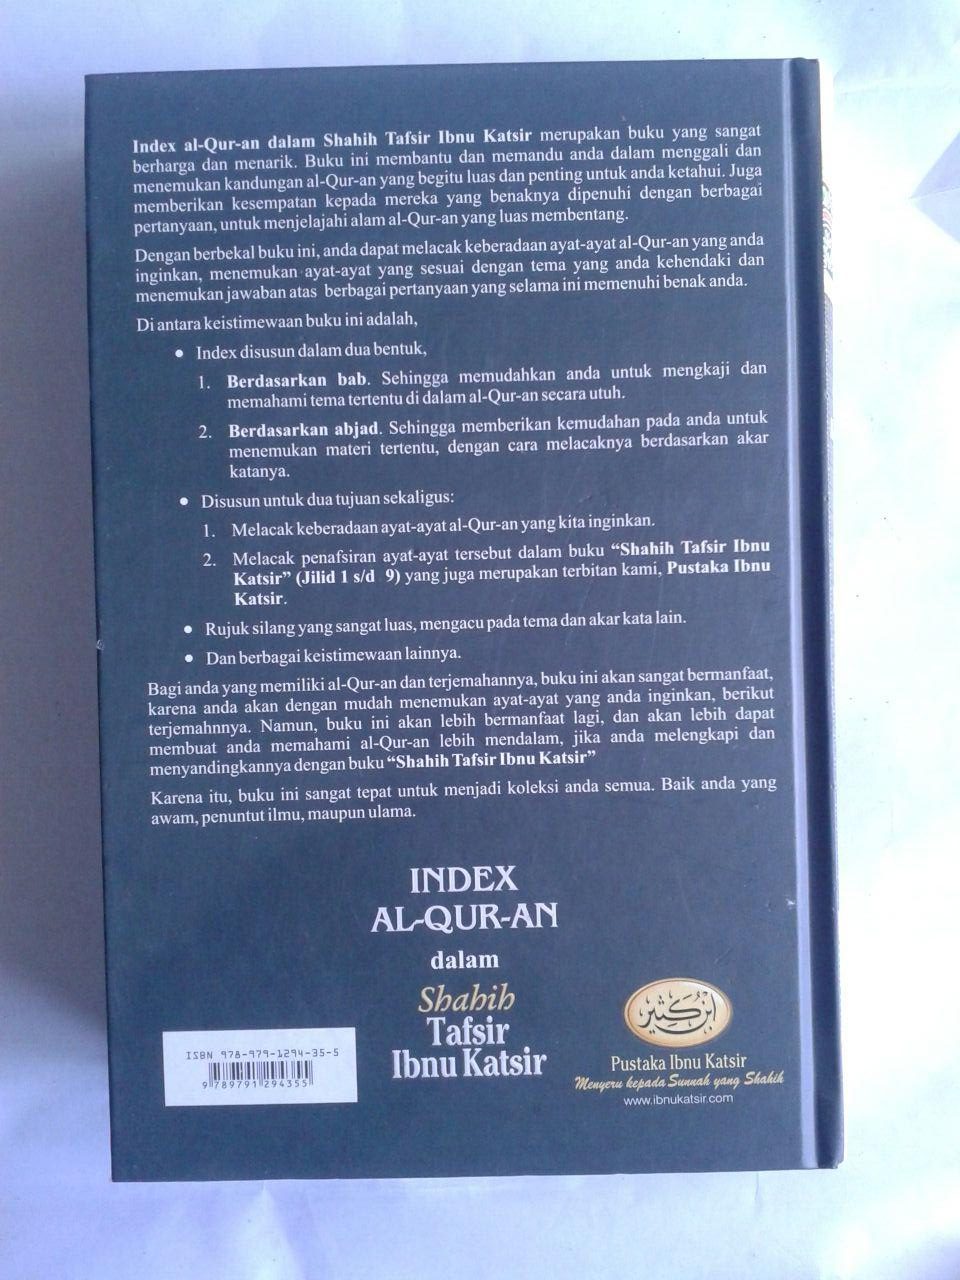 Index al-Qur-an dalam Shahih Tafsir Ibnu Katsir merupakan buku yang sangat
berharga dan menarik. Buku ini membantu dan memandu anda dalam menggali dan
menemukan kandungan al-Qur-an yang begitu luas dan penting untuk anda ketahui. Juga
memberikan kesempatan kepada mereka yang benaknya dipenuhi dengan berbagai
pertanyaan, untuk menjelajahi alam al-Qur-an yang luas membentang.
Dengan berbekal buku ini, anda dapat melacak keberadaan ayat-ayat al-Qur-an yang anda
inginkan, menemukan ayat-ayat yang sesuai dengan tema yang anda kehendaki dan
menemukan jawaban atas berbagai pertanyaan yang selama ini memenuhi benak anda.
Di antara keistimewaan buku ini adalah,
• Index disusun dalam dua bentuk,
1. Berdasarkan bab. Sehingga memudahkan anda untuk mengkaji dan
memahami tema tertentu di dalam al-Qur-an secara utuh.
2. Berdasarkan abjad. Sehingga memberikan kemudahan pada anda untuk
menemukan materi tertentu, dengan cara melacaknya berdasarkan akar
katanya.
• Disusun untuk dua tujuan sekaligus:
1. Melacak keberadaan ayat-ayat al-Qur-an yang kita inginkan.
2. Melacak penafsiran ayat-ayat tersebut dalam buku “Shahih Tafsir Ibnu
Katsir” (Jilid 1 s/d 9) yang juga merupakan terbitan kami, Pustaka Ibnu
Katsir.
• Rujuk silang yang sangat luas, mengacu pada tema dan akar kata lain.
• Dan berbagai keistimewaan lainnya.
Bagi anda yang memiliki al-Qur-an dan terjemahannya, buku ini akan sangat bermanfaat,
karena anda akan dengan mudah menemukan ayat-ayat yang anda inginkan, berikut
terjemahnnya. Namun, buku ini akan lebih bermanfaat lagi, dan akan lebih dapat
membuat anda memahami al-Qur-an lebih mendalam, jika anda melengkapi dan
menyandingkannya dengan buku “Shahih Tafsir Ibnu Katsir”
Karena itu, buku ini sangat tepat untuk menjadi koleksi anda semua. Baik anda yang
awam, penuntut ilmu, maupun ulama.
INDEX
AL-QUR-AN
dalam
Shahih
Tafsir
Ibnu Katsir
ISBN 978-979-1294-35-5
9 789791 294355
ابن كثير
Pustaka Ibnu Katsir
Menyeru kepada Sunnah yang Shahih
www.ibnukatsir.com